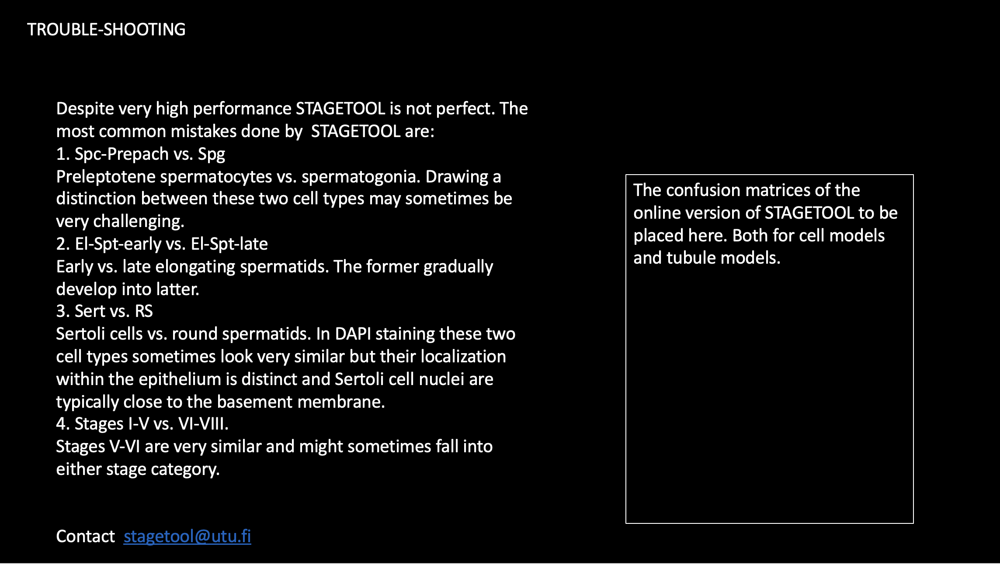 TROUBLE-SHOOTING
Despite very high performance STAGETOOL is not perfect. The
most common mistakes done by  STAGETOOL are:
1. Spc-Prepach vs. Spg
Preleptotene spermatocytes vs. spermatogonia. Drawing a
distinction between these two cell types may sometimes be
very challenging.
2. El-Spt-early vs. El-Spt-late
Early vs. late elongating spermatids. The former gradually
develop into latter.
3. Sert vs. RS
Sertoli cells vs. round spermatids. In DAPI staining these two
cell types sometimes look very similar but their localization
within the epithelium is distinct and Sertoli cell nuclei are
typically close to the basement membrane.
4. Stages I-V vs. VI-VIII.
Stages V-VI are very similar and might sometimes fall into
either stage category.
Contact  stagetool@utu.fi
The confusion matrices of the
online version of STAGETOOL to be
placed here. Both for cell models
and tubule models.